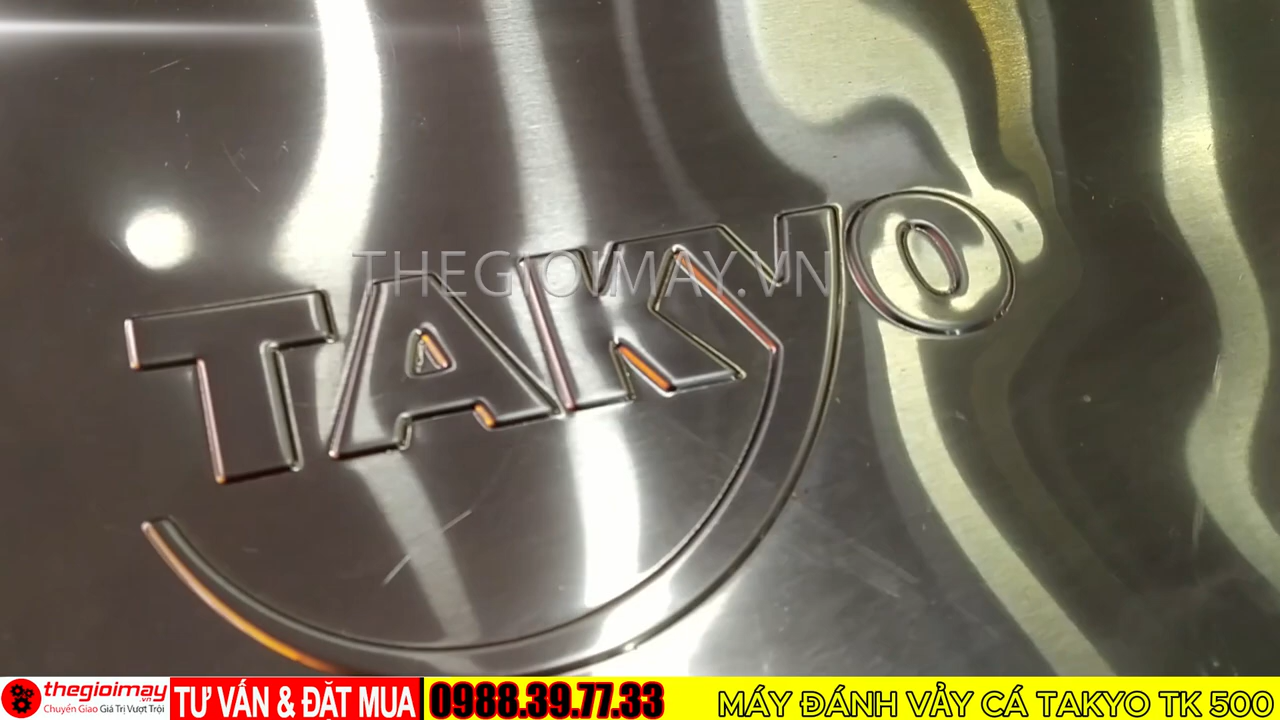 TAKYO
THEGIOIMAY.VN
thegioimay.vn
Chuyển Giao Giá Trị Vượt Trội
TƯ VẤN & ĐẶT MUA
0988.39.77.33
MÁY ĐÁNH VẢY CÁ TAKYO TK 500